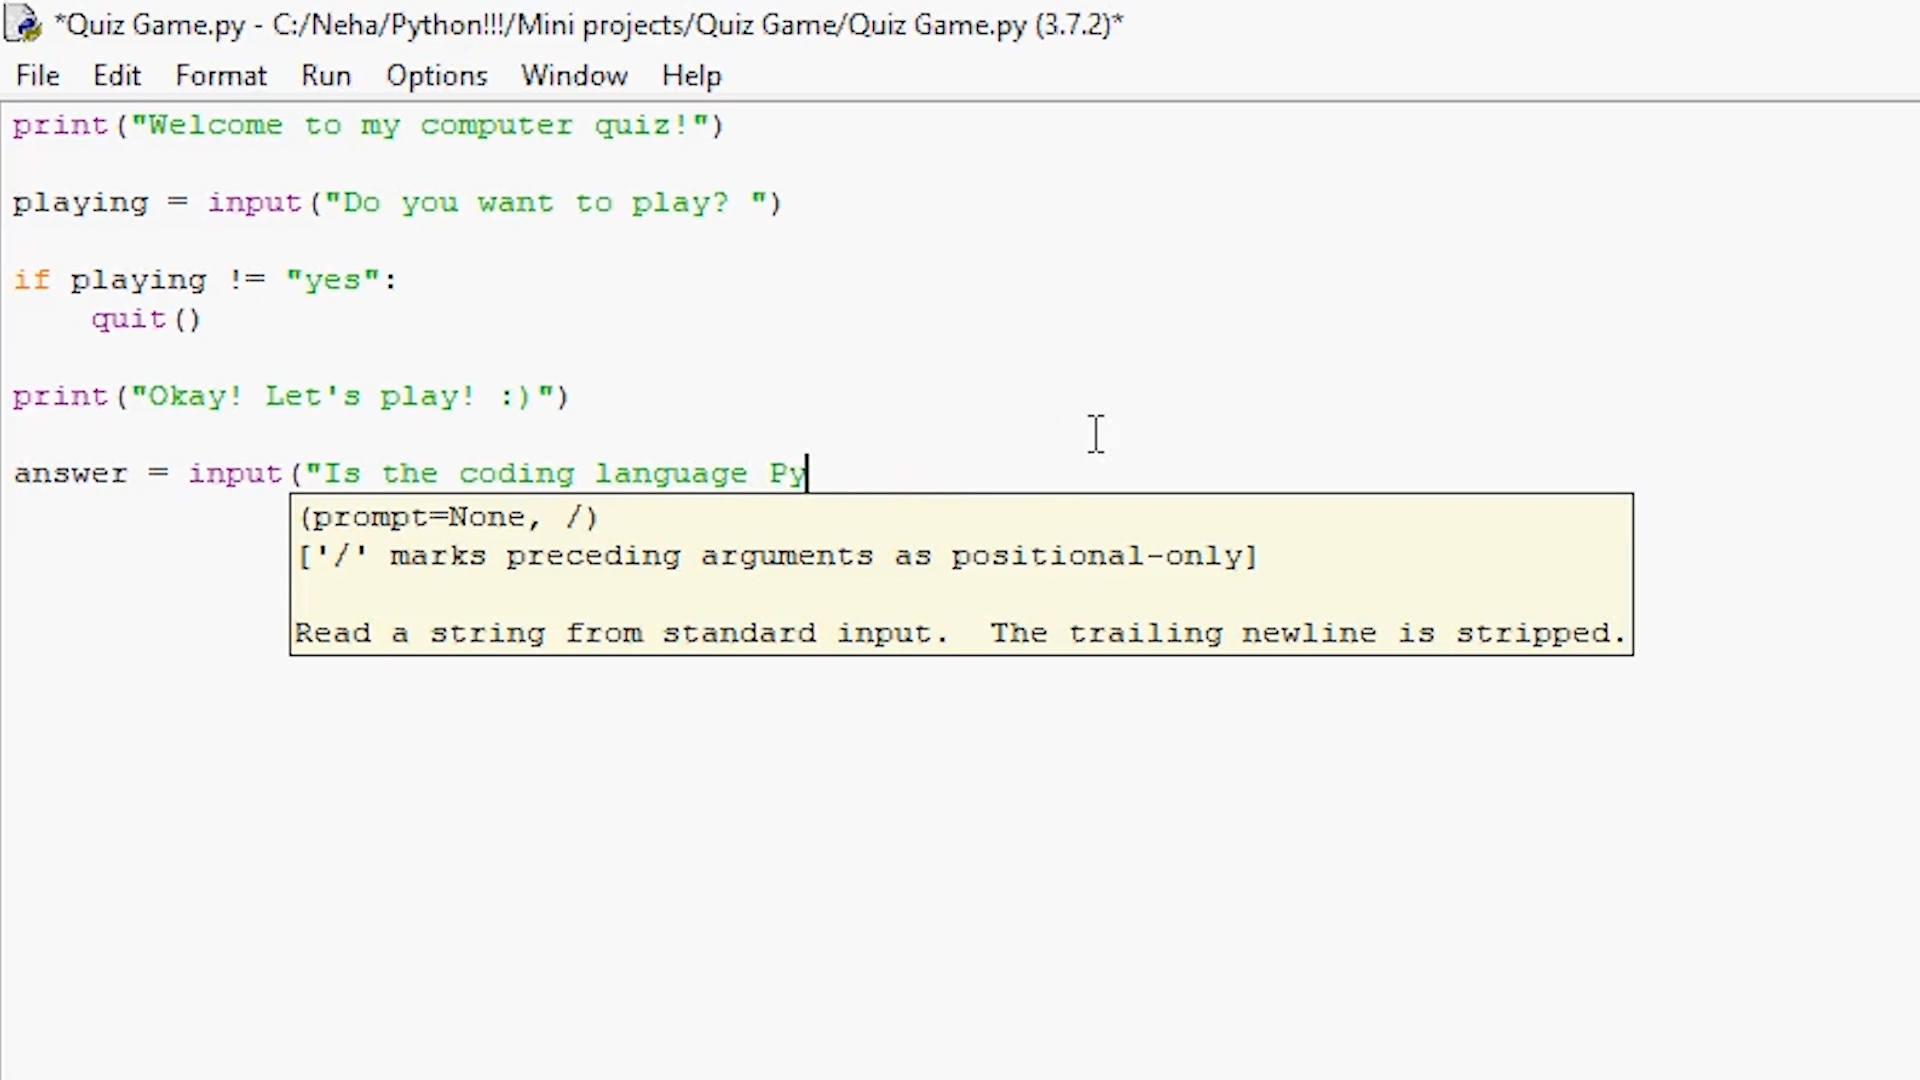 *Quiz Game.py - C:/Neha/Python!!!/Mini projects/Quiz Game/Quiz Game.py (3.7.2)*
File Edit Format Run Options Window Help
print("Welcome to my computer quiz!")
playing = input("Do you want to play? ")
if playing != "yes":
    quit()
print("Okay! Let's play! :)")
answer = input("Is the coding language Py
(prompt=None, /)
['/' marks preceding arguments as positional-only]
Read a string from standard input.  The trailing newline is stripped.